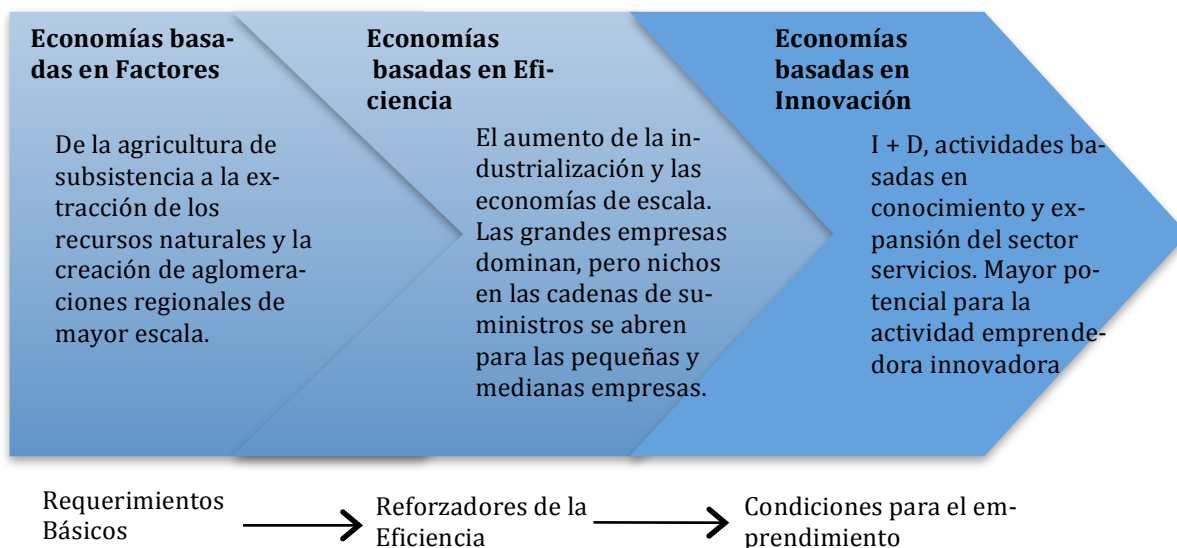 Economías basa-
das en Factores
De la agricultura de
subsistencia a la ex-
tracción de los
recursos naturales y la
creación de aglomera-
ciones regionales de
mayor escala.
Economías
basadas en Efi-
ciencia
El aumento de la in-
dustrialización y las
economías de escala.
Las grandes empresas
dominan, pero nichos
en las cadenas de su-
ministros se abren
para las pequeñas y
medianas empresas.
Economías
basadas en
Innovación
I + D, actividades ba-
sadas en
conocimiento y ex-
pansión del sector
servicios. Mayor po-
tencial para la
actividad emprende-
dora innovadora
Requerimientos
Básicos
Reforzadores de la
Eficiencia
Condiciones para el em-
prendimiento